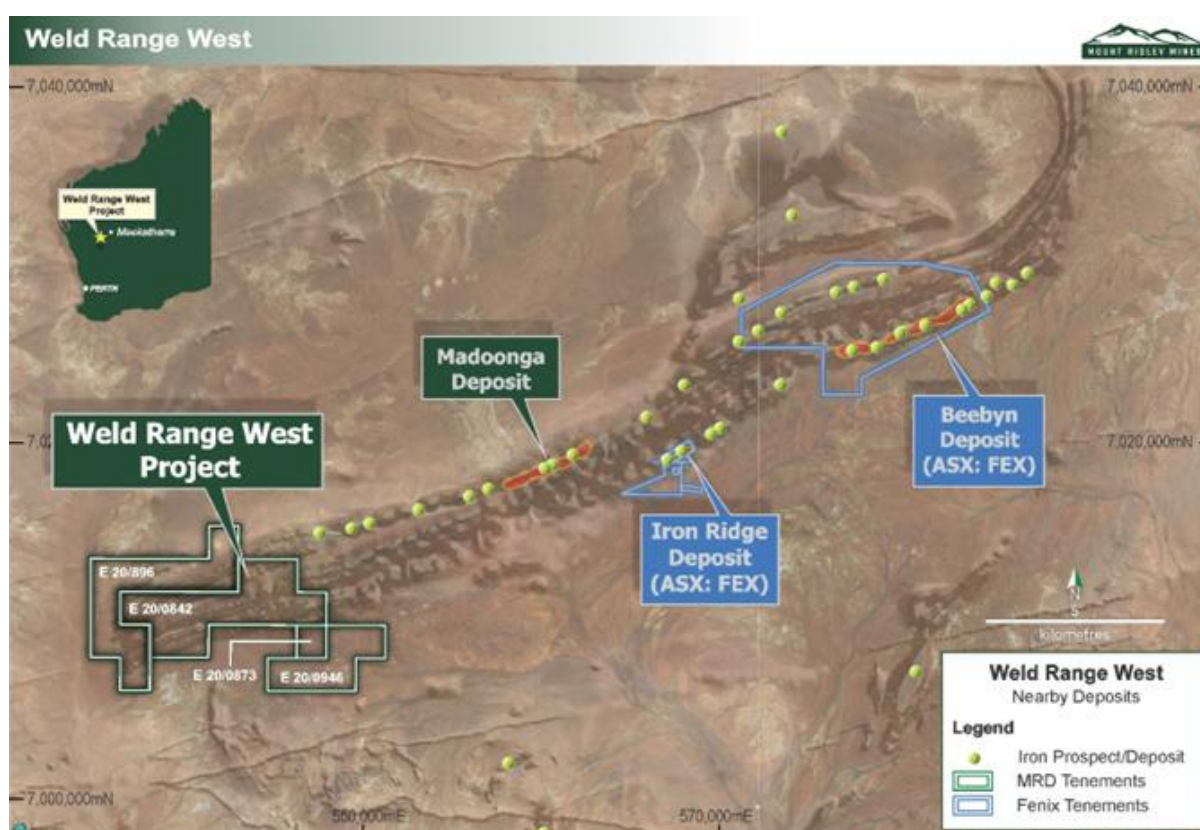 Weld Range West
MOUNT RIDLEY MINES
7,040,000mN
7,040,000mN
Weld Range West
Project
Meekatharra
PERTH
Madoonga
Deposit
Weld Range West
Project
Beebyn
Deposit
(ASX: FEX)
7,020,000mN
Iron Ridge
Deposit
(ASX: FEX)
E 20/896
E 20/0842
E 20/0873
E 20/0946
N
S
kilometres
Weld Range West
Nearby Deposits
Legend
Iron Prospect/Deposit
MRD Tenements
Fenix Tenements
7,000,000mN
550,000mE
570,000mE